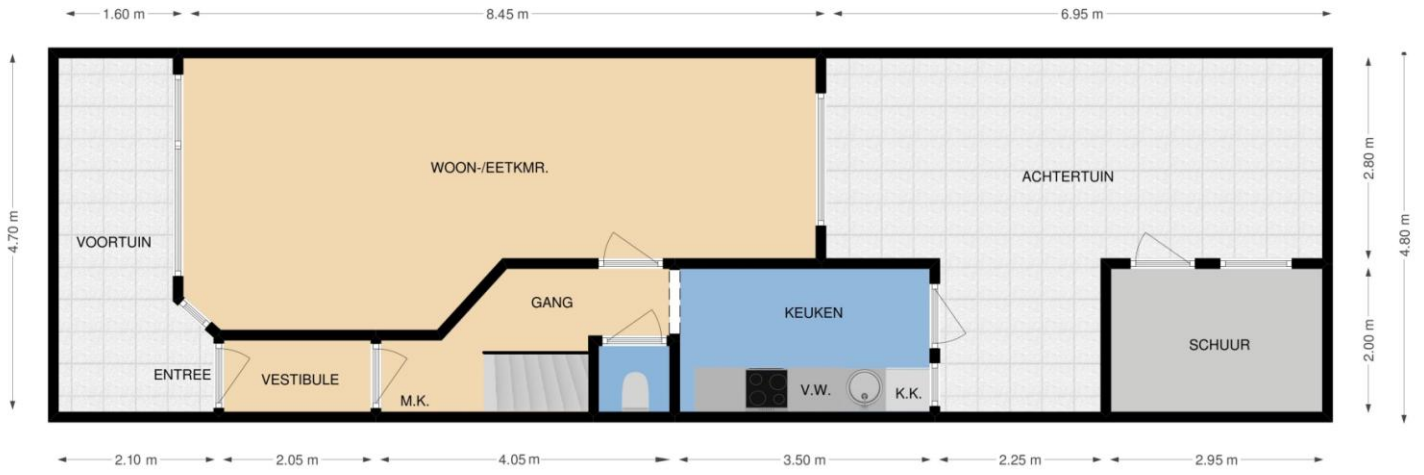 1.60 m
8.45 m
6.95 m
4.70 m
VOORTUIN
WOON-/EETKMR.
ACHTERTUIN
2.80 m
4.80 m
GANG
KEUKEN
SCHUUR
2.00 m
ENTREE
VESTIBULE
M.K.
V.W.
K.K.
2.10 m
2.05 m
4.05 m
3.50 m
2.25 m
2.95 m